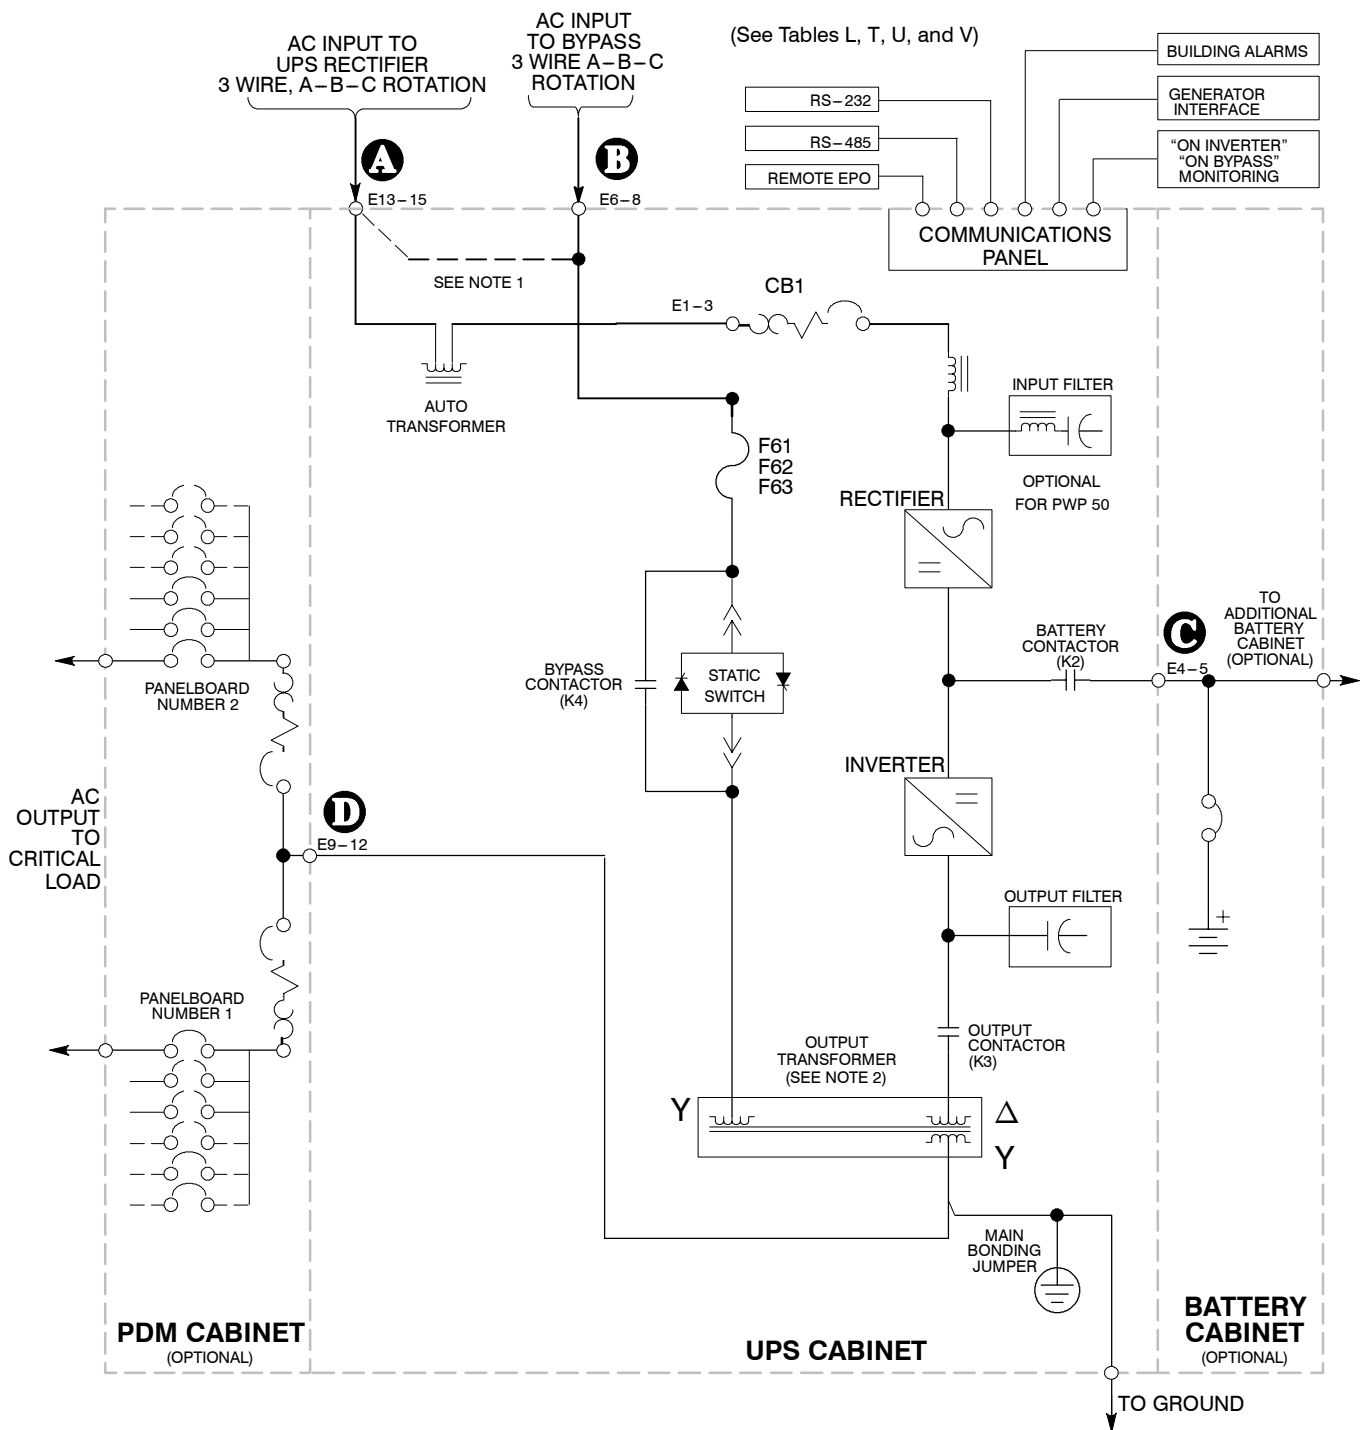 AC INPUT TO
UPS RECTIFIER
3 WIRE, A–B–C ROTATION
AC INPUT
TO BYPASS
3 WIRE A–B–C
ROTATION
(See Tables L, T, U, and V)
BUILDING ALARMS
RS–232
GENERATOR
INTERFACE
RS–485
“ON INVERTER”
“ON BYPASS”
MONITORING
REMOTE EPO
A
B
E13–15
E6–8
COMMUNICATIONS
PANEL
SEE NOTE 1
E1–3
CB1
AUTO
TRANSFORMER
INPUT FILTER
OPTIONAL
FOR PWP 50
F61
F62
F63
RECTIFIER
BYPASS
CONTACTOR
(K4)
STATIC
SWITCH
BATTERY
CONTACTOR
(K2)
C
E4–5
TO
ADDITIONAL
BATTERY
CABINET
(OPTIONAL)
PANELBOARD
NUMBER 2
INVERTER
AC
OUTPUT
TO
CRITICAL
LOAD
D
E9–12
OUTPUT FILTER
+
PANELBOARD
NUMBER 1
OUTPUT
CONTACTOR
(K3)
OUTPUT
TRANSFORMER
(SEE NOTE 2)
Y
Δ
Y
MAIN
BONDING
JUMPER
PDM CABINET
(OPTIONAL)
UPS CABINET
BATTERY
CABINET
(OPTIONAL)
TO GROUND